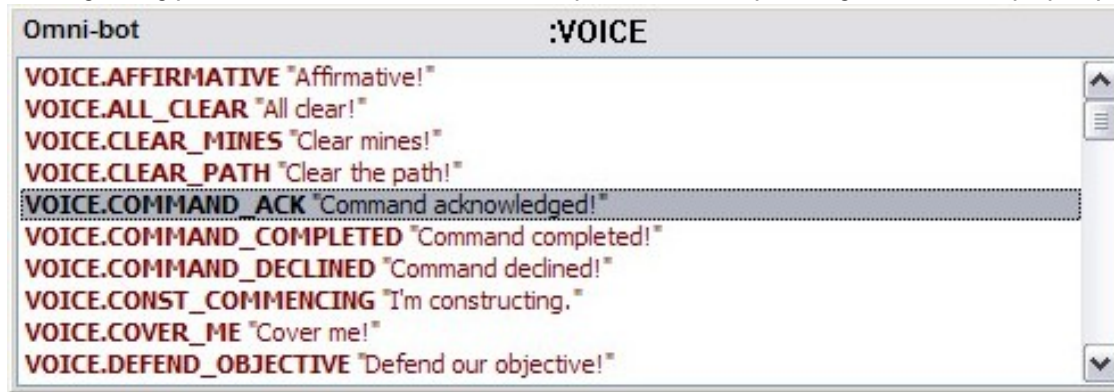 Omni-bot :VOICE
VOICE.AFFIRMATIVE "Affirmative!"
VOICE.ALL_CLEAR "All clear!"
VOICE.CLEAR_MINES "Clear mines!"
VOICE.CLEAR_PATH "Clear the path!"
VOICE.COMMAND_ACK "Command acknowledged!"
VOICE.COMMAND_COMPLETED "Command completed!"
VOICE.COMMAND_DECLINED "Command declined!"
VOICE.CONST_COMMENCING "I'm constructing."
VOICE.COVER_ME "Cover me!"
VOICE.DEFEND_OBJECTIVE "Defend our objective!"